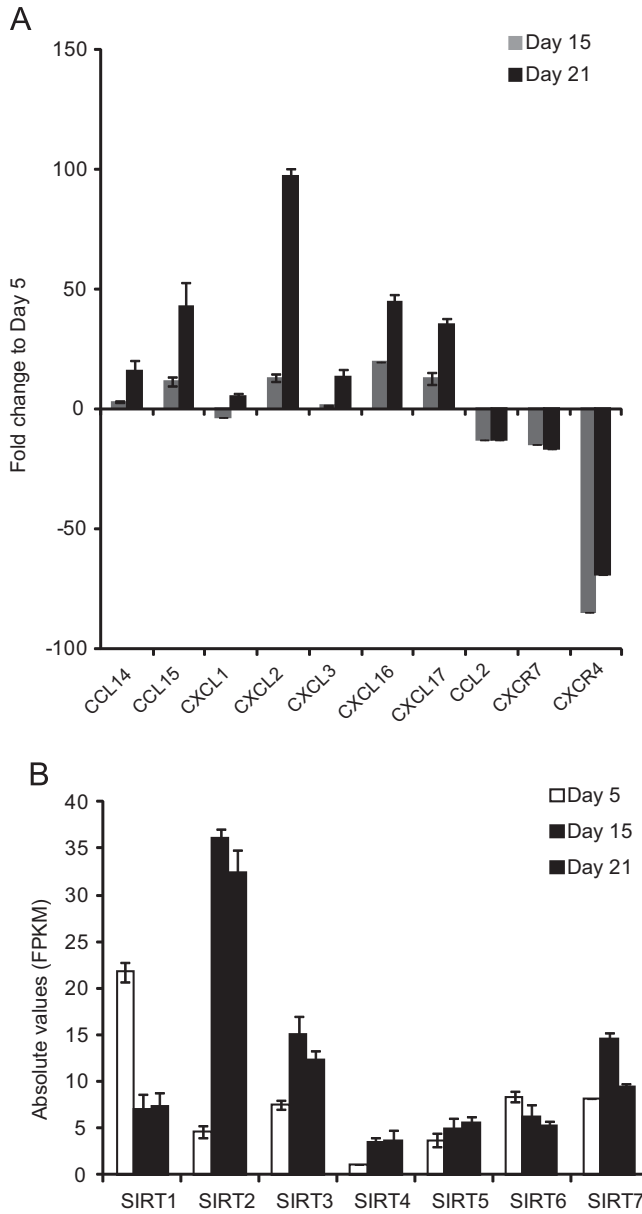 A
Day 15
Day 21
150
100
50
0
-50
-100
Fold change to Day 5
CCL14
CCL15
CXCL1
CXCL2
CXCL3
CXCL16
CXCL17
CCL2
CXCR7
CXCR4
B
Day 5
Day 15
Day 21
40
35
30
25
20
15
10
5
0
Absolute values (FPKM)
SIRT1 SIRT2 SIRT3 SIRT4 SIRT5 SIRT6 SIRT7